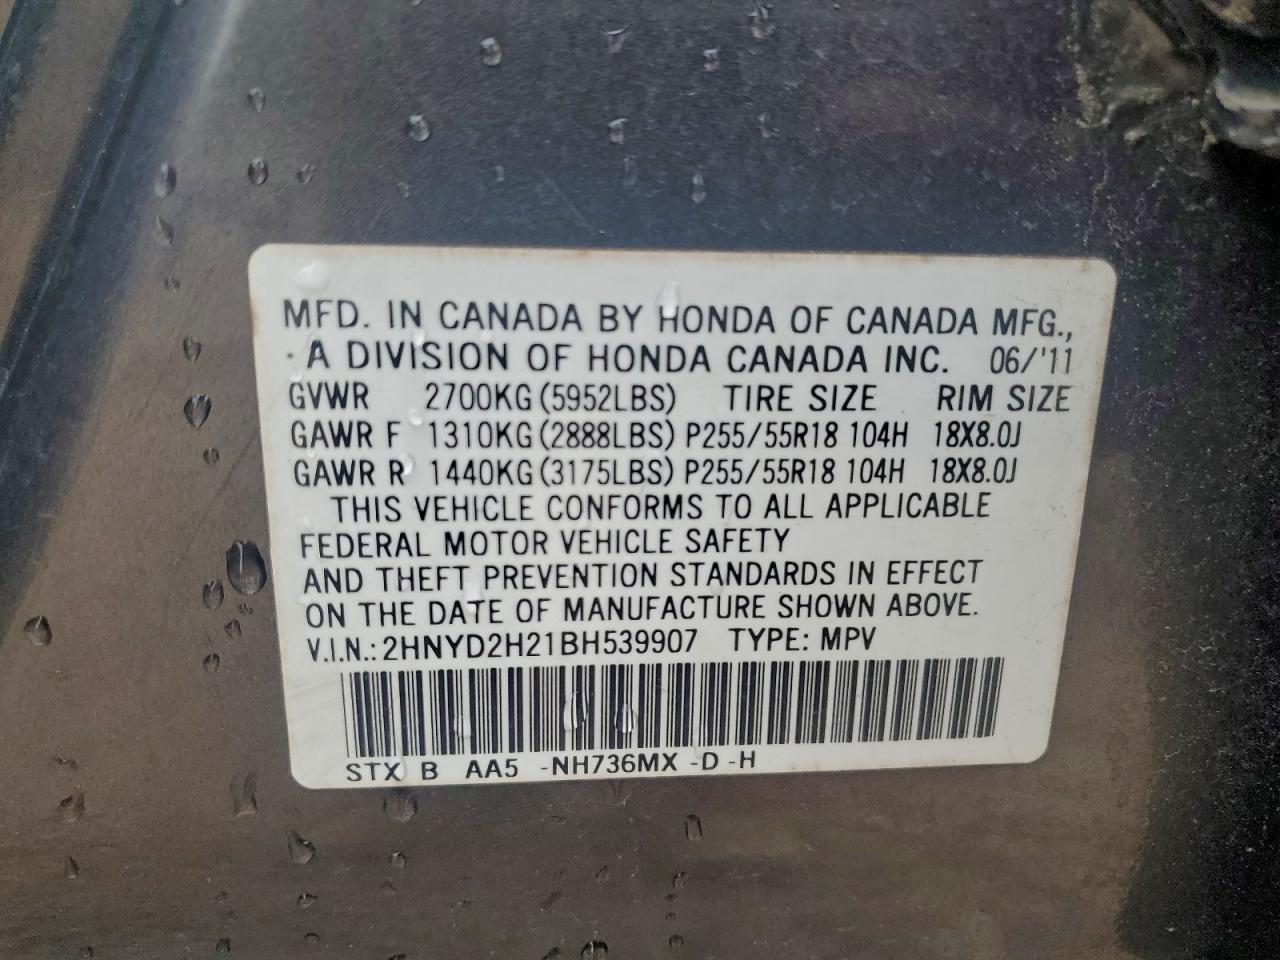 MFD. IN CANADA BY HONDA OF CANADA MFG.,
A DIVISION OF HONDA CANADA INC. 06/'11
GVWR 2700KG (5952LBS) TIRE SIZE RIM SIZE
GAWR F 1310KG (2888LBS) P255/55R18 104H 18X8.0J
GAWR R 1440KG (3175LBS) P255/55R18 104H 18X8.0J
THIS VEHICLE CONFORMS TO ALL APPLICABLE
FEDERAL MOTOR VEHICLE SAFETY
AND THEFT PREVENTION STANDARDS IN EFFECT
ON THE DATE OF MANUFACTURE SHOWN ABOVE.
V.I.N.: 2HNYD2H21BH539907 TYPE: MPV
STX B AA5 -NH736MX -D -H